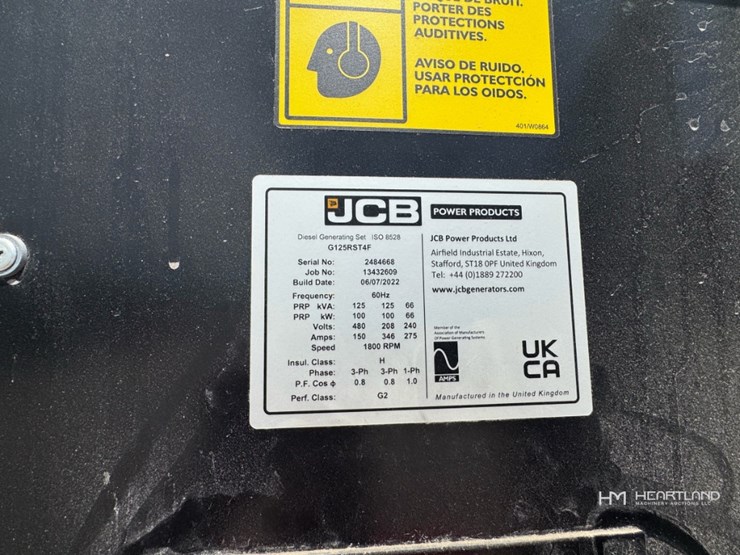 PORTER DES
PROTECTIONS
AUDITIVES.
AVISO DE RUIDO,
USAR PROTECTCIÓN
PARA LOS OIDOS.
401/W0864
JCB POWER PRODUCTS
Diesel Generating Set ISO 8528
G125RST4F
Serial No: 2484668
Job No: 13432609
Build Date: 06/07/2022
Frequency: 60Hz
PRP kVA: 125 125 66
PRP kW: 100 100 66
Volts: 480 208 240
Amps: 150 346 275
Speed 1800 RPM
Insul. Class: H
Phase: 3-Ph 3-Ph 1-Ph
P.F. Cos ϕ 0.8 0.8 1.0
Perf. Class: G2
JCB Power Products Ltd
Airfield Industrial Estate, Hixon,
Stafford, ST18 0PF United Kingdom
Tel: +44 (0)1889 272200
www.jcbgenerators.com
Member of the
Association of Manufacturers
Of Power Generating Systems
AMPS
UK
CA
Manufactured in the United Kingdom
HM HEARTLAND
MACHINERY AUCTIONS LLC